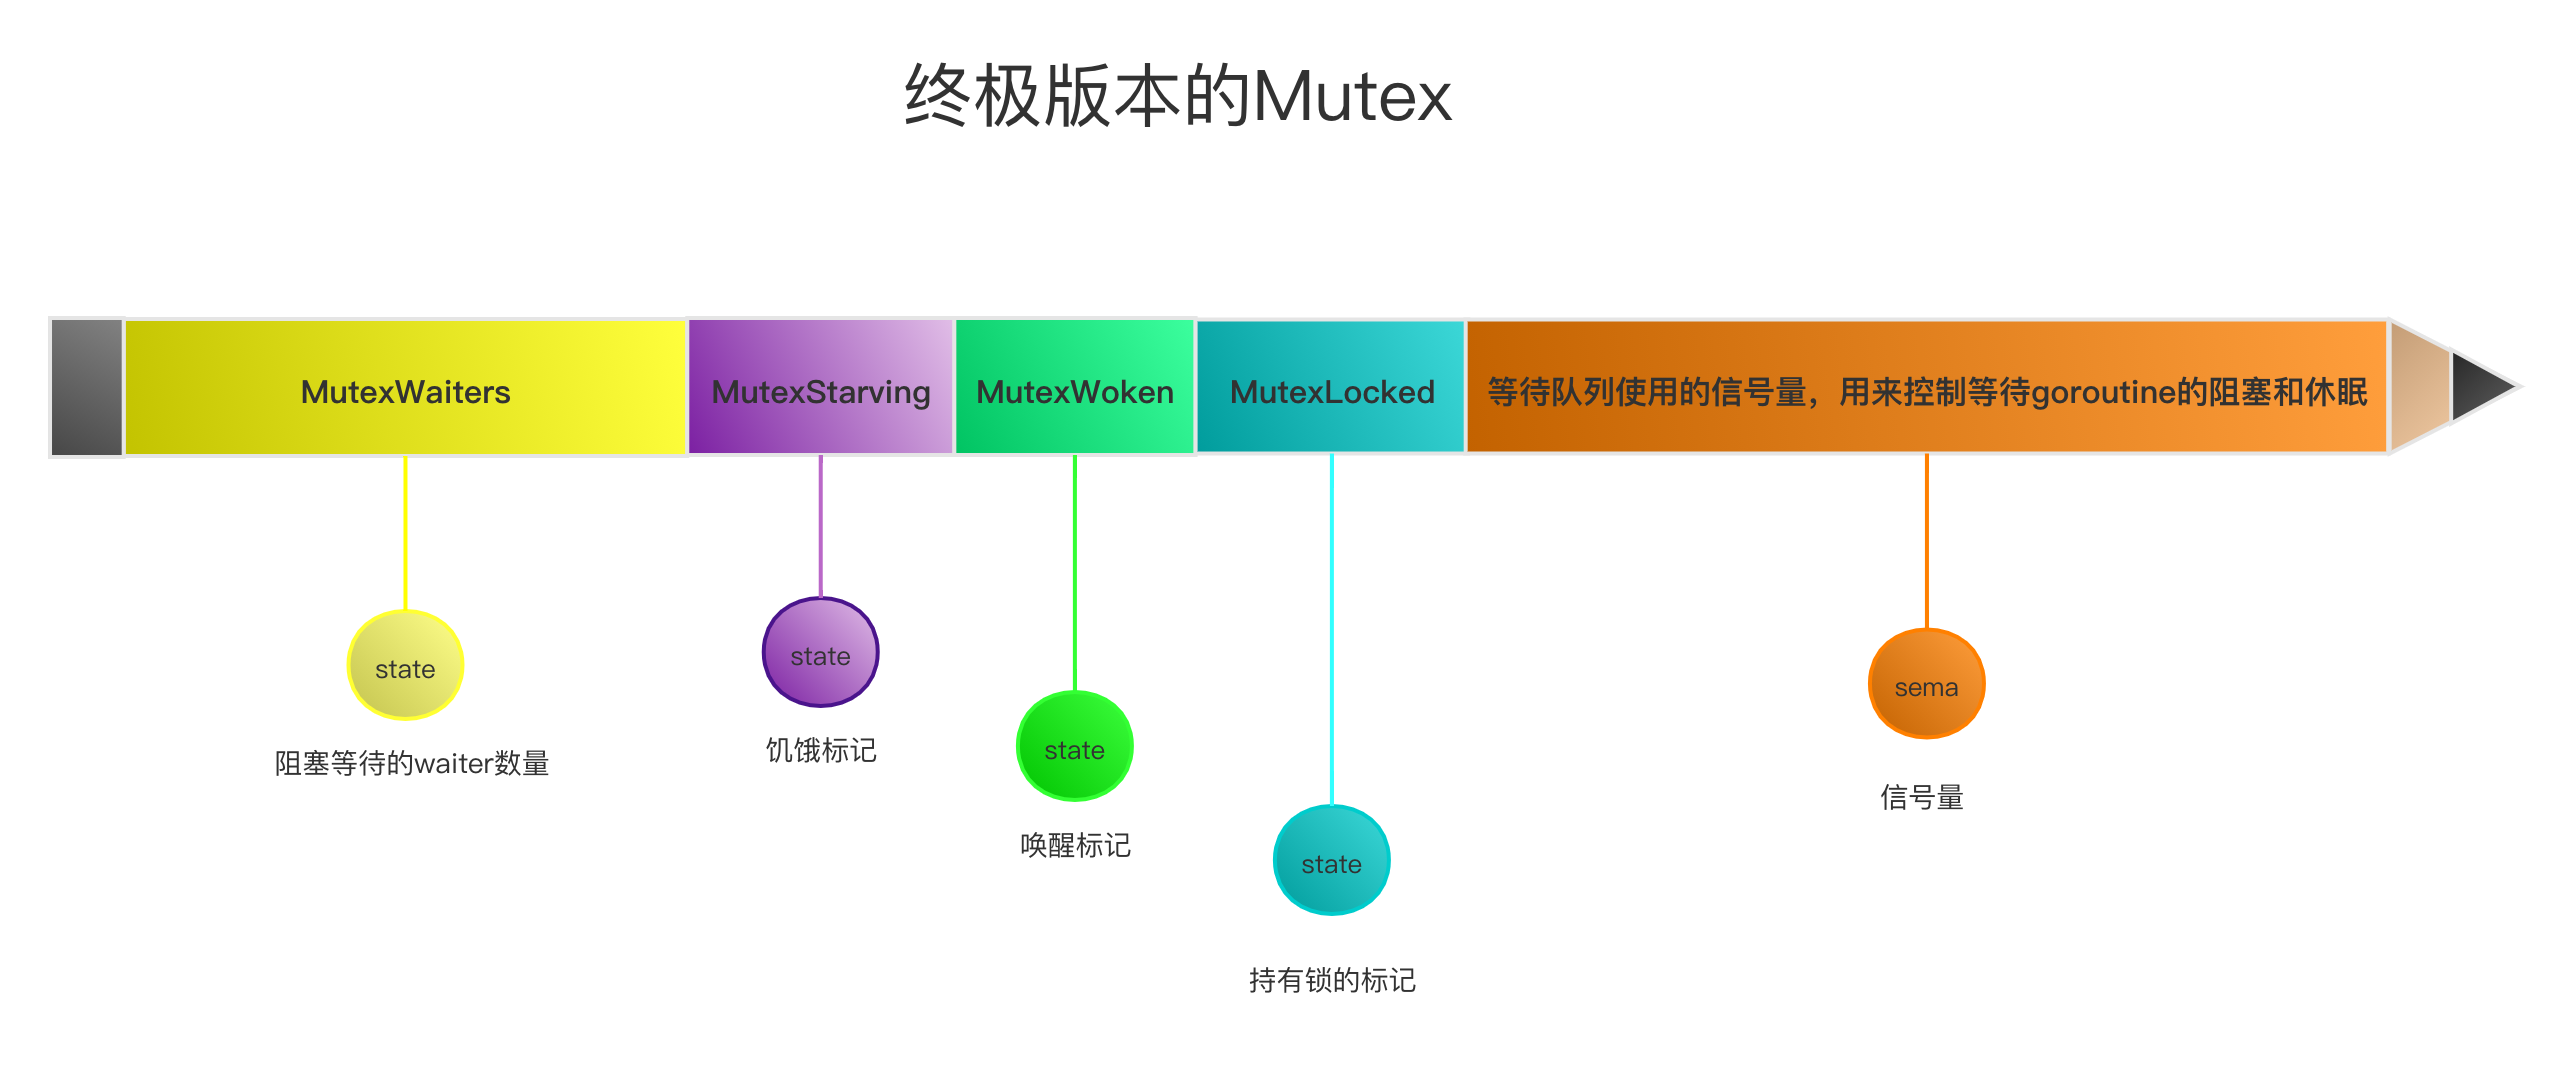 终极版本的Mutex
MutexWaiters
MutexStarving
MutexWoken
MutexLocked
等待队列使用的信号量，用来控制等待goroutine的阻塞和休眠
state
阻塞等待的waiter数量
state
饥饿标记
state
唤醒标记
state
持有锁的标记
sema
信号量